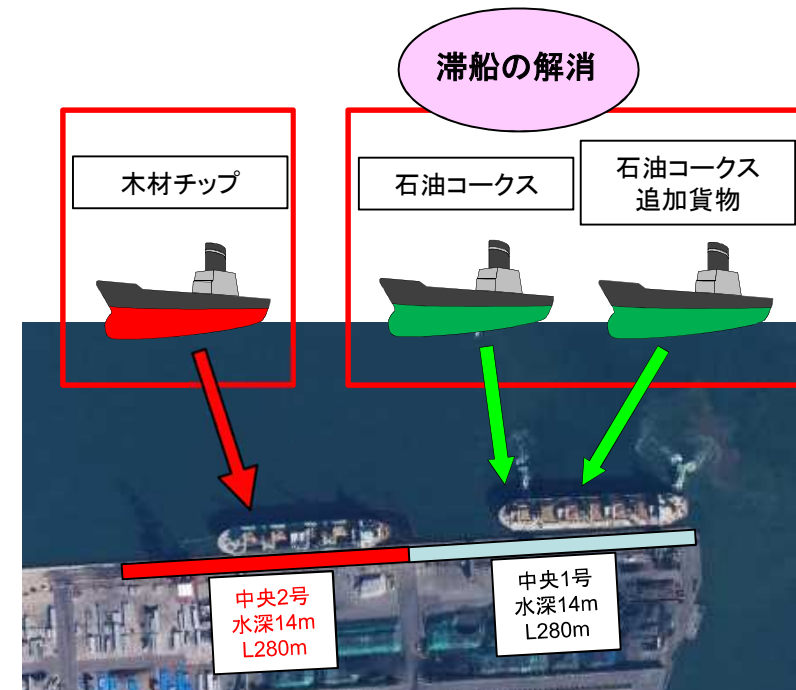 滞船の解消
木材チップ
石油コークス
石油コークス
追加貨物
中央2号
水深14m
L280m
中央1号
水深14m
L280m